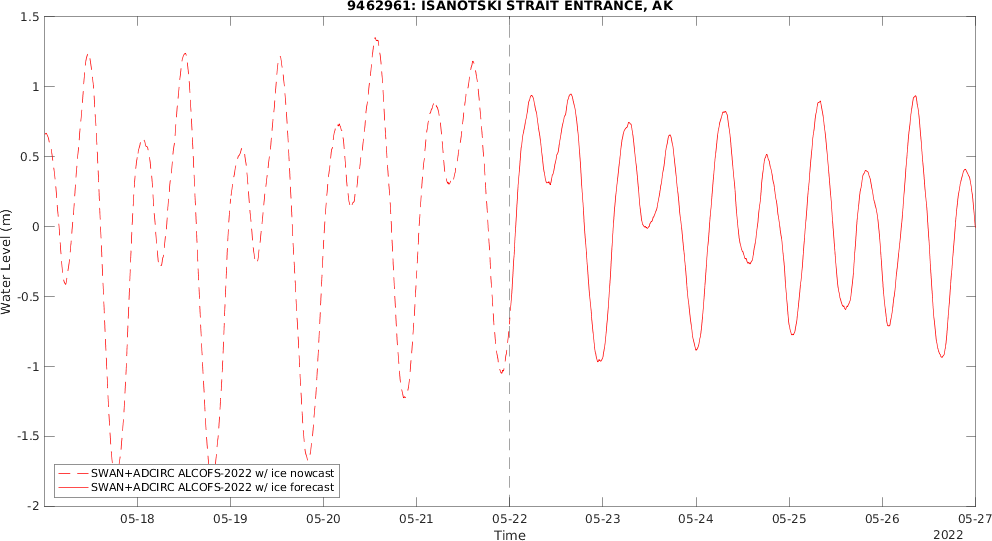 9462961: ISANOTSKI STRAIT ENTRANCE, AK
1.5
1
0.5
0
-0.5
-1
-1.5
-2
Water Level (m)
SWAN+ADCIRC ALCOFS-2022 w/ ice nowcast
SWAN+ADCIRC ALCOFS-2022 w/ ice forecast
05-18 05-19 05-20 05-21 05-22 05-23 05-24 05-25 05-26 05-27
Time
2022